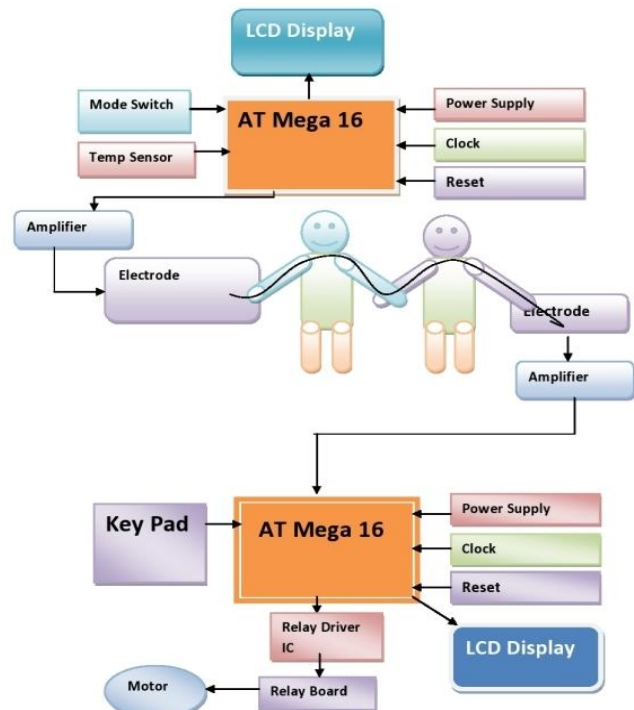 LCD Display
Mode Switch
AT Mega 16
Power Supply
Temp Sensor
Clock
Reset
Amplifier
Electrode
Electrode
Amplifier
Key Pad
AT Mega 16
Power Supply
Clock
Reset
Relay Driver
IC
LCD Display
Motor
Relay Board